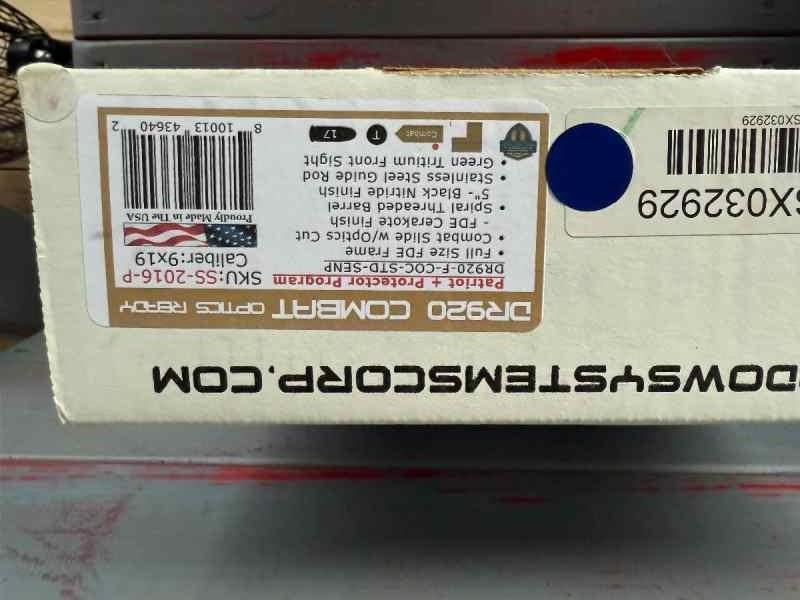 DOWSYSTEMSCORP.COM
DR920 COMBAT OPTICS READY
Patriot + Protector Program
DR920-F-COC-STD-SENP
• Full Size FDE Frame
• Combat Slide w/Optics Cut
- FDE Cerakote Finish
• Spiral Threaded Barrel
5"- Black Nitride Finish
• Stainless Steel Guide Rod
• Green Tritium Front Sight
Combat
T
17
SKU:SS-2016-P
Caliber:9x19
Proudly Made in The USA
8 10013 43640 2
SX032929
SX032929